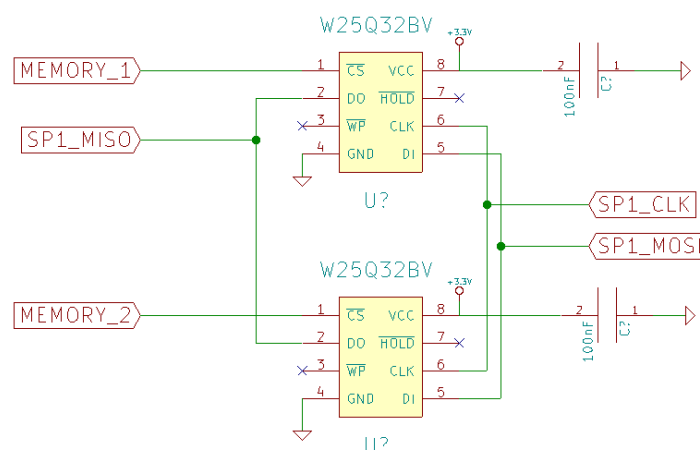 W25Q32BV
+3.3V
MEMORY_1
1
CS
VCC
8
2
1
100nF
C?
2
DO
HOLD
7
SP1_MISO
3
WP
CLK
6
4
GND
DI
5
U?
SP1_CLK
SP1_MOSI
W25Q32BV
+3.3V
MEMORY_2
1
CS
VCC
8
2
1
100nF
C?
2
DO
HOLD
7
3
WP
CLK
6
4
GND
DI
5
U?